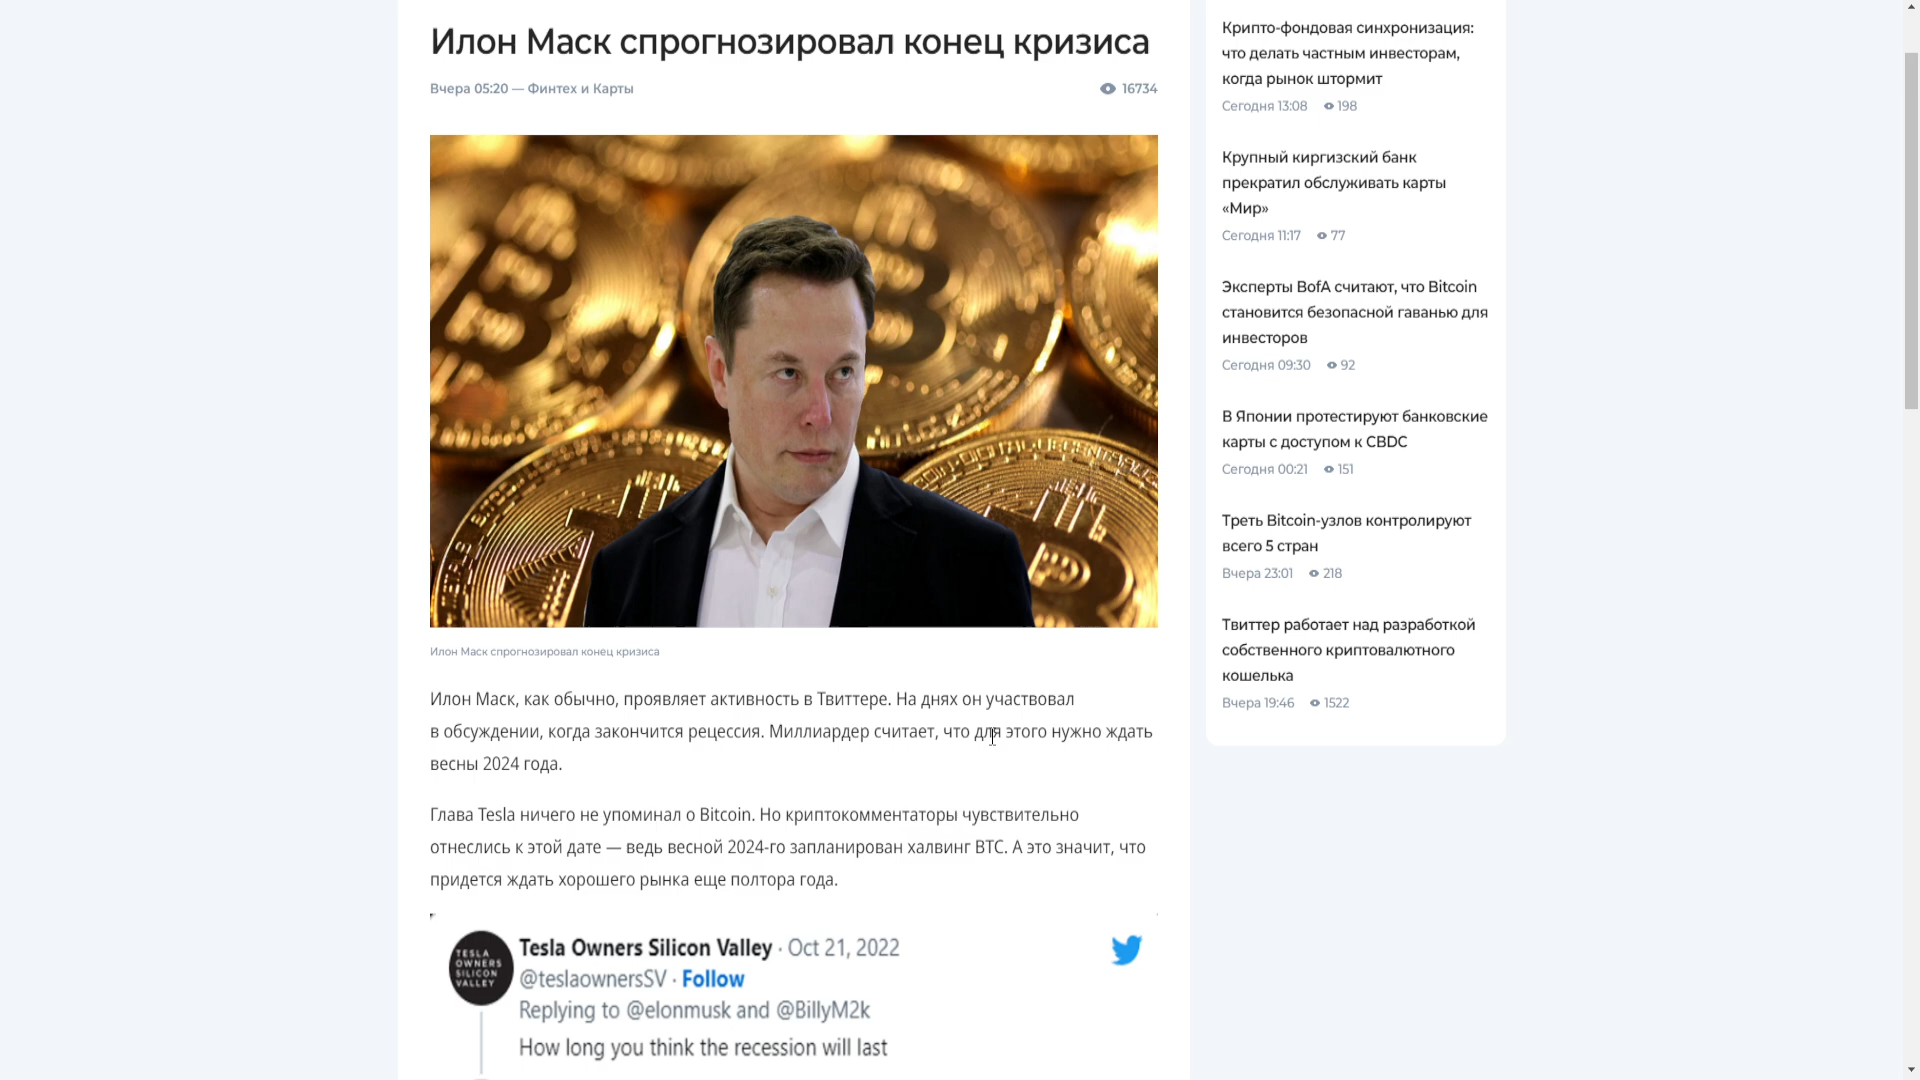 Илон Маск спрогнозировал конец кризиса
Вчера 05:20 — Финтех и Карты
16734
Илон Маск спрогнозировал конец кризиса
Илон Маск, как обычно, проявляет активность в Твиттере. На днях он участвовал
в обсуждении, когда закончится рецессия. Миллиардер считает, что для этого нужно ждать
весны 2024 года.
Глава Tesla ничего не упоминал о Bitcoin. Но криптокомментаторы чувствительно
отнеслись к этой дате — ведь весной 2024-го запланирован халвинг BTC. А это значит, что
придется ждать хорошего рынка еще полтора года.
TESLA
OWNERS
SILICON
VALLEY
Tesla Owners Silicon Valley · Oct 21, 2022
@teslaownersSV · Follow
Replying to @elonmusk and @BillyM2k
How long you think the recession will last
Крипто-фондовая синхронизация:
что делать частным инвесторам,
когда рынок штормит
Сегодня 13:08 198
Крупный киргизский банк
прекратил обслуживать карты
«Мир»
Сегодня 11:17 77
Эксперты BofA считают, что Bitcoin
становится безопасной гаванью для
инвесторов
Сегодня 09:30 92
В Японии протестируют банковские
карты с доступом к CBDC
Сегодня 00:21 151
Треть Bitcoin-узлов контролируют
всего 5 стран
Вчера 23:01 218
Твиттер работает над разработкой
собственного криптовалютного
кошелька
Вчера 19:46 1522